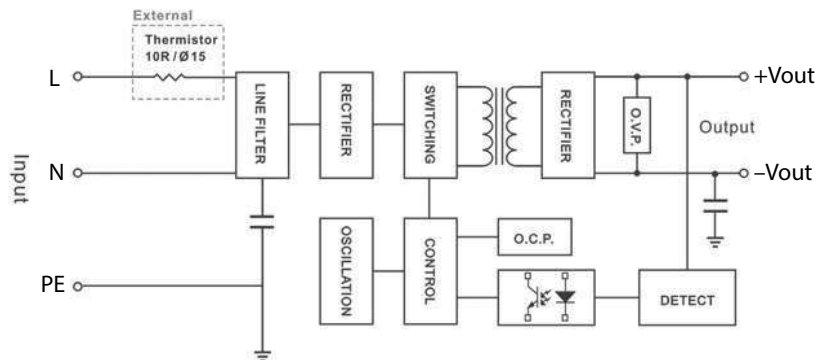 External
Thermistor
10R/Ø15
L
N
PE
Input
LINE FILTER
RECTIFIER
SWITCHING
RECTIFIER
O.V.P.
+Vout
Output
–Vout
OSCILLATION
CONTROL
O.C.P.
DETECT